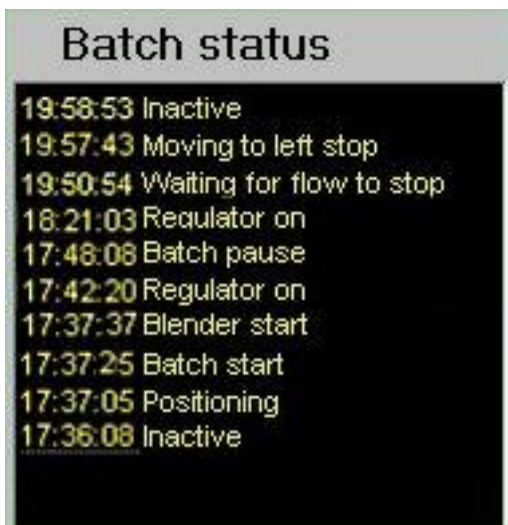 Batch status
19:58:53 Inactive
19:57:43 Moving to left stop
19:50:54 Waiting for flow to stop
18:21:03 Regulator on
17:48:08 Batch pause
17:42:20 Regulator on
17:37:37 Blender start
17:37:25 Batch start
17:37:05 Positioning
17:36:08 Inactive